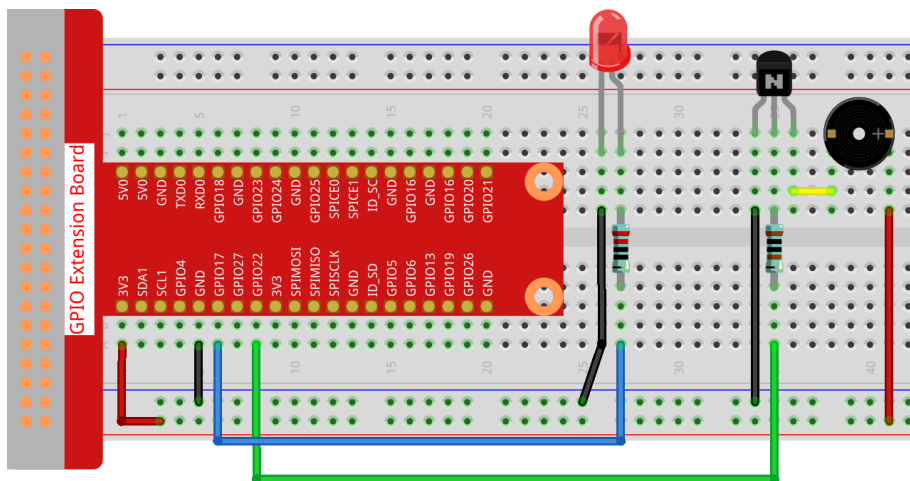 GPIO Extension Board
1
5
10
15
20
30
J
5V0
5V0
GND
TXD0
RXD0
GPIO18
GND
GPIO23
GPIO24
GND
GPIO25
SPICE0
SPICE1
ID_SC
GND
GPIO16
GND
GPIO16
GPIO20
GPIO21
3V3
SDA1
SCL1
GPIO4
GND
GPIO17
GPIO27
GPIO22
3V3
SPIMOSI
SPIMISO
SPISCLK
GND
ID_SD
GPIO5
GPIO6
GPIO13
GPIO19
GPIO26
GND
N
+
A
10
15
20
25
30
40